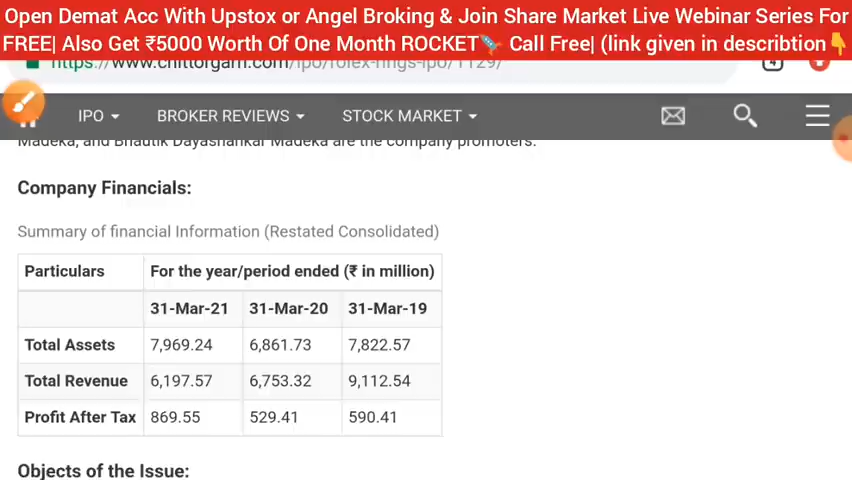 Open Demat Acc With Upstox or Angel Broking & Join Share Market Live Webinar Series For
FREE| Also Get ₹5000 Worth Of One Month ROCKET🚀 Call Free| (link given in describtion👇
https://www.chittorgarh.com/ipo/rolex-rings-ipo/1129/
4
IPO BROKER REVIEWS STOCK MARKET
Madeka, and Bhautik Dayashankar Madeka are the company promoters.
Company Financials:
Summary of financial Information (Restated Consolidated)
Particulars For the year/period ended (₹ in million)
31-Mar-21 31-Mar-20 31-Mar-19
Total Assets 7,969.24 6,861.73 7,822.57
Total Revenue 6,197.57 6,753.32 9,112.54
Profit After Tax 869.55 529.41 590.41
Objects of the Issue: